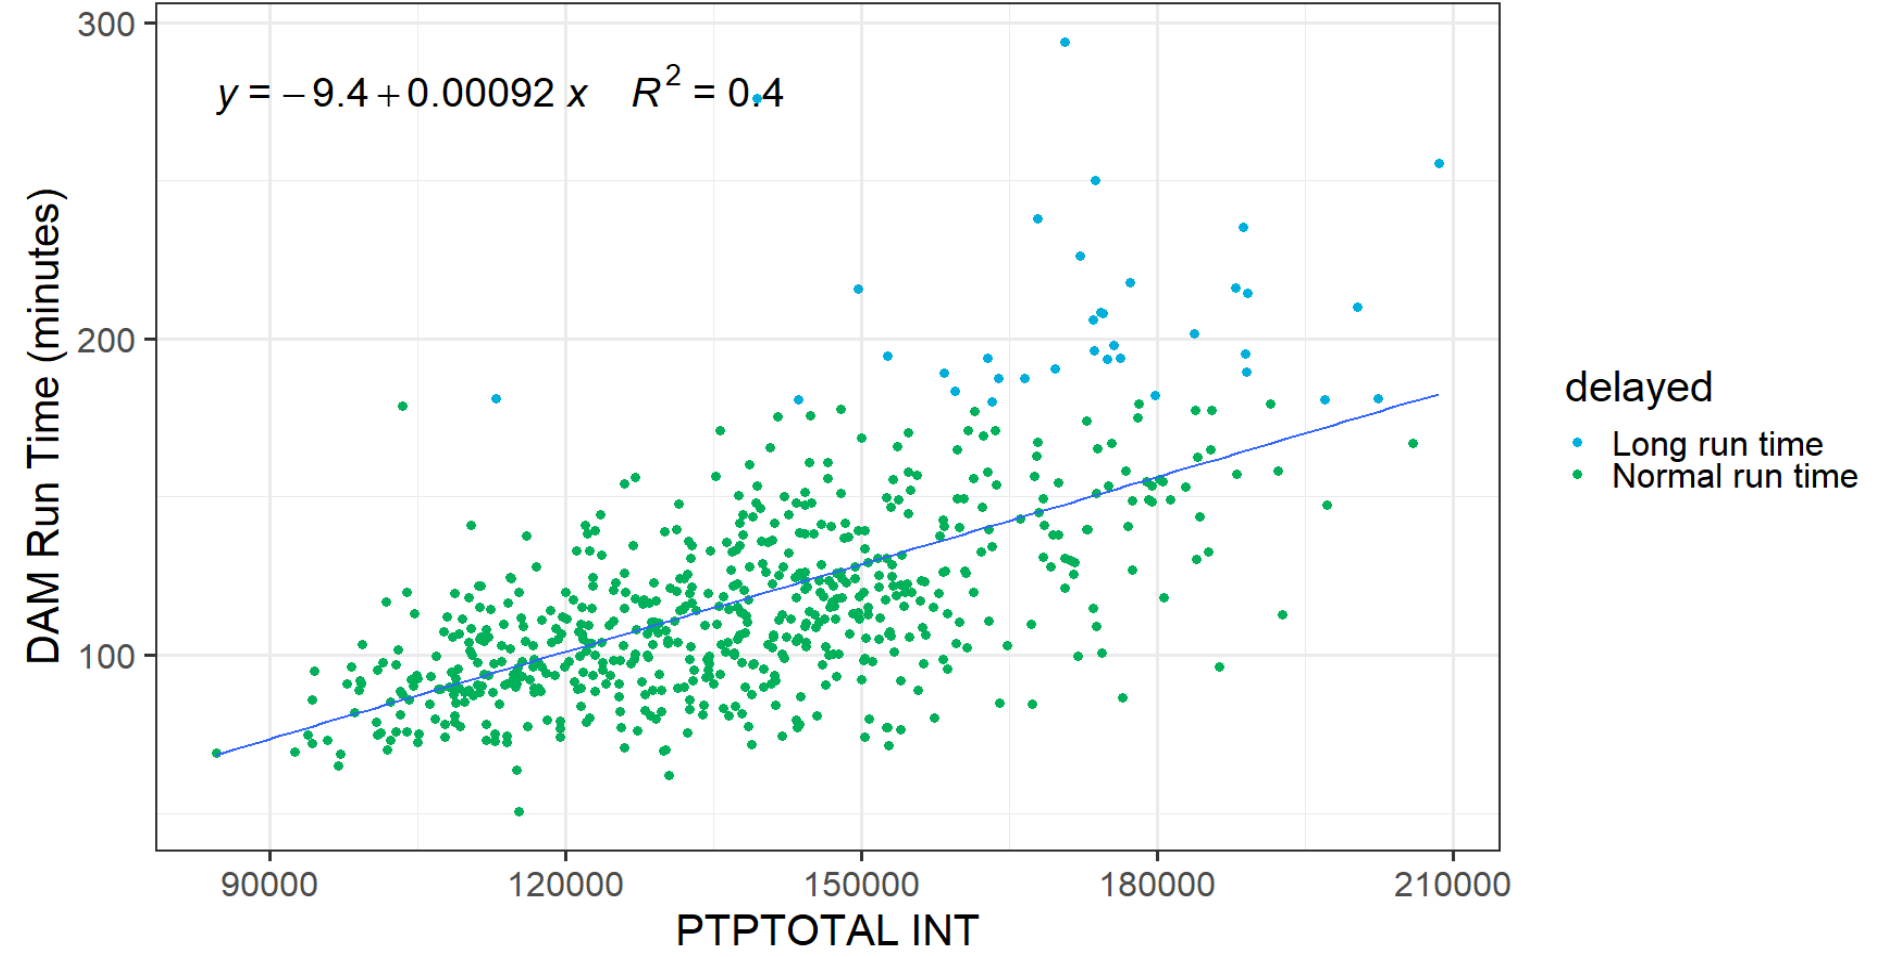 y = −9.4 + 0.00092 x R² = 0.4
300
200
100
DAM Run Time (minutes)
90000 120000 150000 180000 210000
PTPTOTAL INT
delayed
Long run time
Normal run time